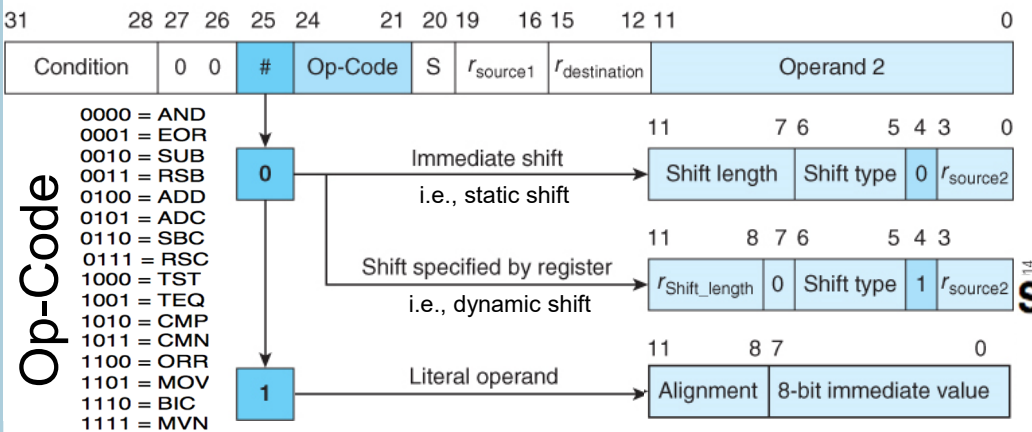 31 28 27 26 25 24 21 20 19 16 15 12 11 0
Condition 0 0 # Op-Code S rsource1 rdestination Operand 2
Op-Code
0000 = AND
0001 = EOR
0010 = SUB
0011 = RSB
0100 = ADD
0101 = ADC
0110 = SBC
0111 = RSC
1000 = TST
1001 = TEQ
1010 = CMP
1011 = CMN
1100 = ORR
1101 = MOV
1110 = BIC
1111 = MVN
0
Immediate shift
i.e., static shift
11 7 6 5 4 3 0
Shift length Shift type 0 rsource2
Shift specified by register
i.e., dynamic shift
11 8 7 6 5 4 3
rShift_length 0 Shift type 1 rsource2
14
1
Literal operand
11 8 7 0
Alignment 8-bit immediate value